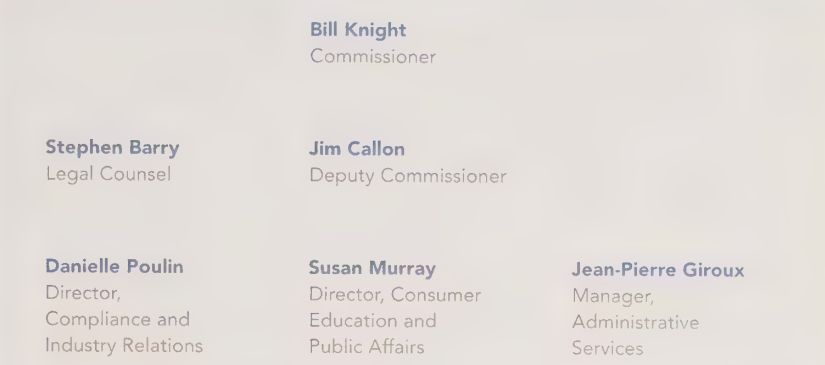 Bill Knight
Commissioner
Stephen Barry
Legal Counsel
Jim Callon
Deputy Commissioner
Danielle Poulin
Director,
Compliance and
Industry Relations
Susan Murray
Director, Consumer
Education and
Public Affairs
Jean-Pierre Giroux
Manager,
Administrative
Services